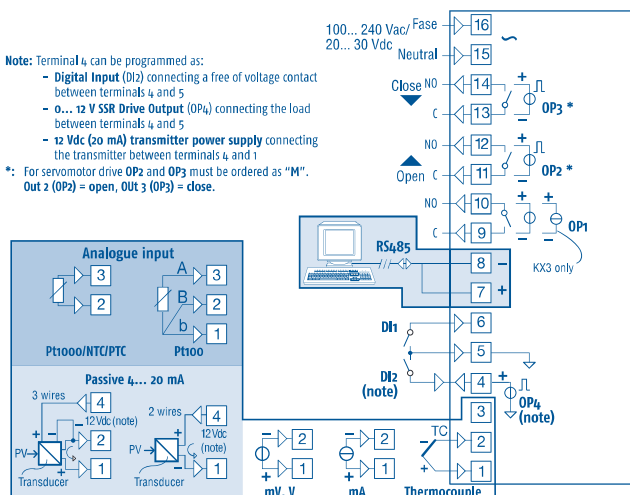 Note: Terminal 4 can be programmed as:
- Digital Input (DI2) connecting a free of voltage contact
between terminals 4 and 5
- 0... 12 V SSR Drive Output (OP4) connecting the load
between terminals 4 and 5
- 12 Vdc (20 mA) transmitter power supply connecting
the transmitter between terminals 4 and 1
*: For servomotor drive OP2 and OP3 must be ordered as "M".
Out 2 (OP2) = open, OUt 3 (OP3) = close.
100... 240 Vac/
20... 30 Vdc
Fase 16
Neutral 15
Close NO 14
C 13
OP3 *
NO 12
Open C 11
OP2 *
NO 10
C 9
OP1
KX3 only
RS485
8 -
7 +
DI1
6
5
DI2
(note)
4
OP4
(note)
3
TC
2
1
Thermocouple
Analogue input
3
2
Pt1000/NTC/PTC
A 3
B 2
b 1
Pt100
Passive 4... 20 mA
3 wires
4
12 Vdc (note)
2
PV
1
Transducer
2 wires
4
12 Vdc
(note)
PV
1
Transducer
2
1
mV, V
2
1
mA